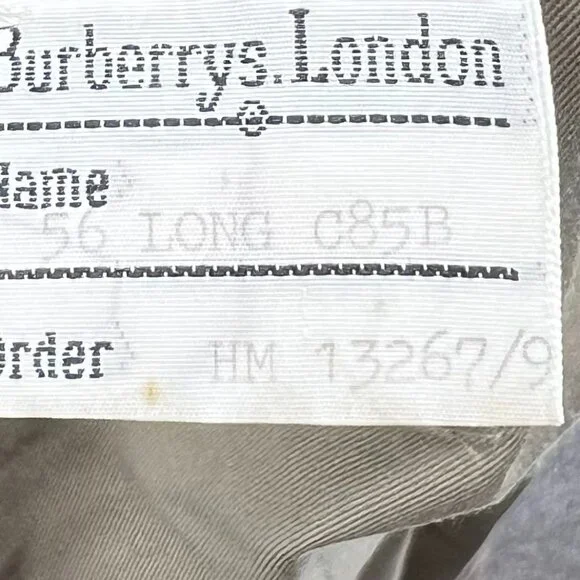 Burberrys. London
Name
56 LONG C85B
Order HM 13267/9